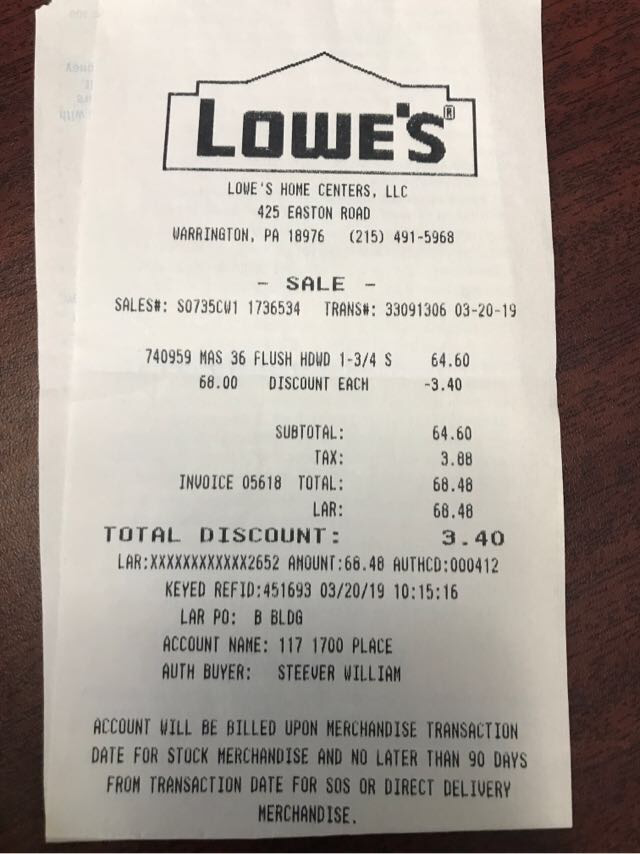 LOWE'S®
LOWE'S HOME CENTERS, LLC
425 EASTON ROAD
WARRINGTON, PA 18976 (215) 491-5968
- SALE -
SALES#: S0735CW1 1736534 TRANS#: 33091306 03-20-19
740959 MAS 36 FLUSH HDWD 1-3/4 S 64.60
68.00 DISCOUNT EACH -3.40
SUBTOTAL: 64.60
TAX: 3.88
INVOICE 05618 TOTAL: 68.48
LAR: 68.48
TOTAL DISCOUNT: 3.40
LAR:XXXXXXXXXXXX2652 AMOUNT:68.48 AUTHCD:000412
KEYED REFID:451693 03/20/19 10:15:16
LAR PO: B BLDG
ACCOUNT NAME: 117 1700 PLACE
AUTH BUYER: STEEVER WILLIAM
ACCOUNT WILL BE BILLED UPON MERCHANDISE TRANSACTION
DATE FOR STOCK MERCHANDISE AND NO LATER THAN 90 DAYS
FROM TRANSACTION DATE FOR SOS OR DIRECT DELIVERY
MERCHANDISE.